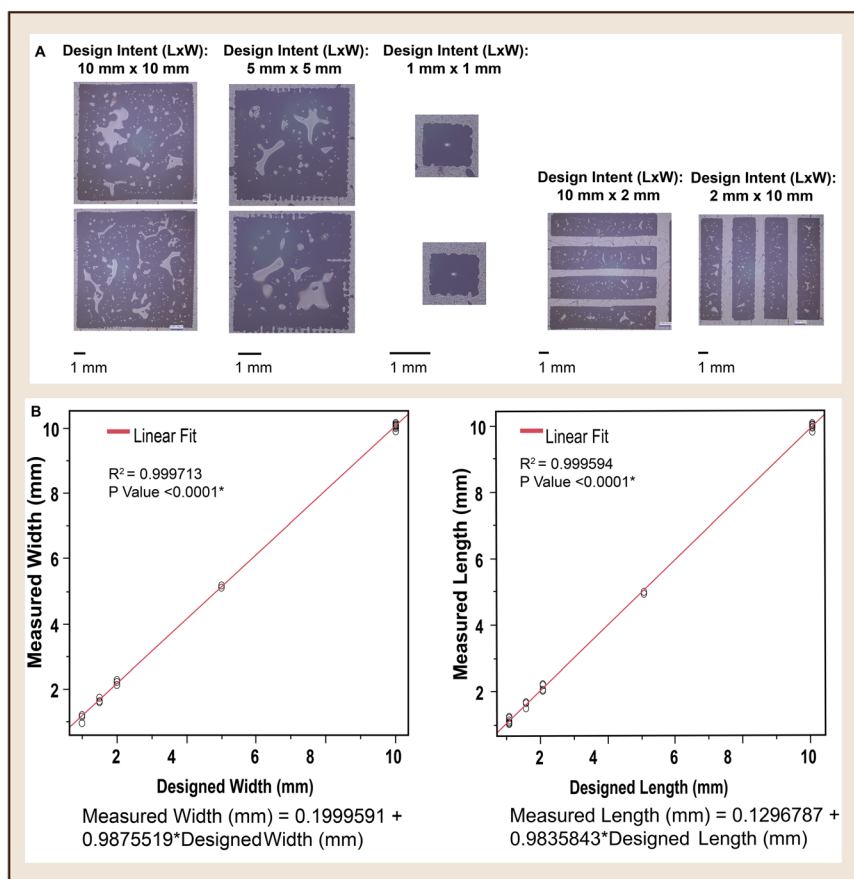 A
Design Intent (LxW):
10 mm x 10 mm
Design Intent (LxW):
5 mm x 5 mm
Design Intent (LxW):
1 mm x 1 mm
Design Intent (LxW):
10 mm x 2 mm
Design Intent (LxW):
2 mm x 10 mm
1 mm
1 mm
1 mm
1 mm
1 mm
B
Measured Width (mm)
10
8
6
4
2
Linear Fit
R² = 0.999713
P Value <0.0001*
2
4
6
8
10
Designed Width (mm)
Measured Width (mm) = 0.1999591 +
0.9875519*Designed Width (mm)
Measured Length (mm)
10
8
6
4
2
Linear Fit
R² = 0.999594
P Value <0.0001*
2
4
6
8
10
Designed Length (mm)
Measured Length (mm) = 0.1296787 +
0.9835843*Designed Length (mm)